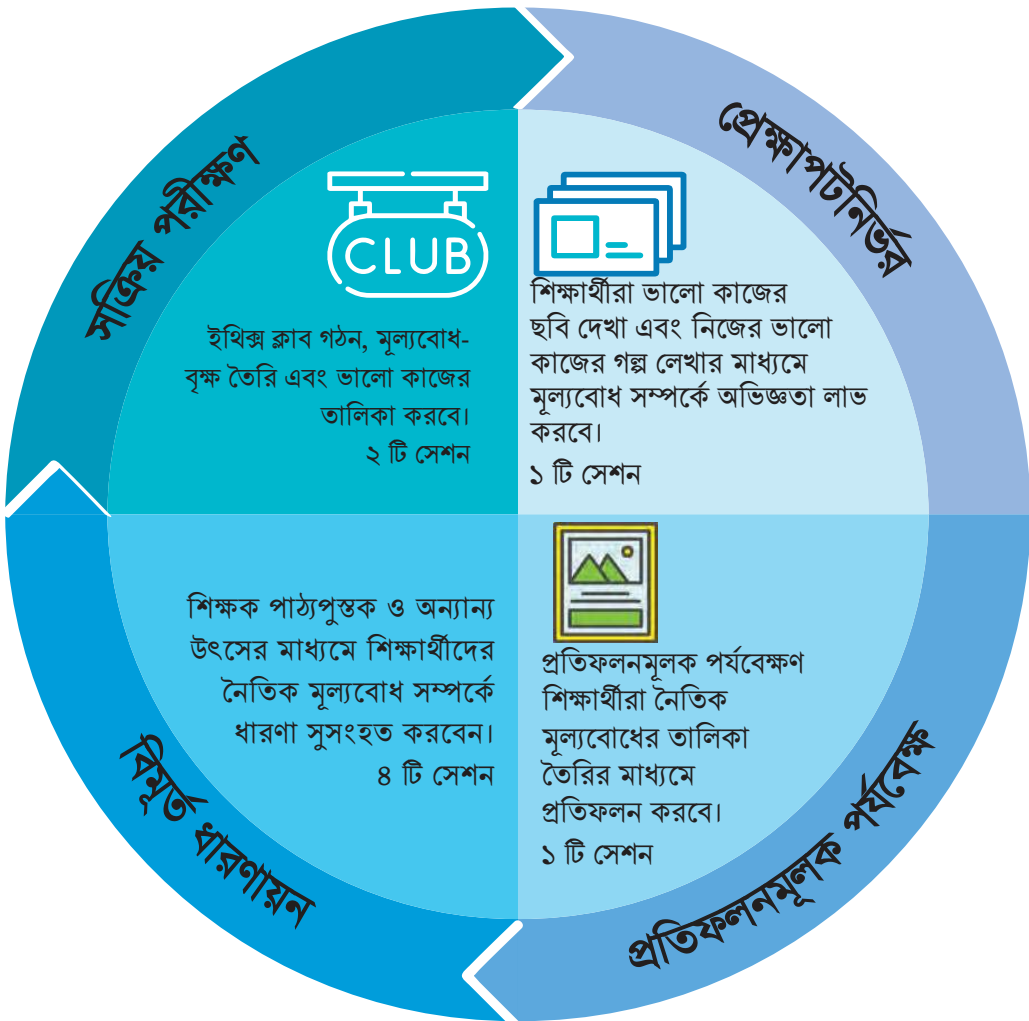 প্রেক্ষাপটনির্ভর
শিক্ষার্থীরা ভালো কাজের
ছবি দেখা এবং নিজের ভালো
কাজের গল্প লেখার মাধ্যমে
মূল্যবোধ সম্পর্কে অভিজ্ঞতা লাভ
করবে।
১ টি সেশন
প্রতিফলনমূলক পর্যবেক্ষ
প্রতিফলনমূলক পর্যবেক্ষণ
শিক্ষার্থীরা নৈতিক
মূল্যবোধের তালিকা
তৈরির মাধ্যমে
প্রতিফলন করবে।
১ টি সেশন
বিমূর্ত ধারণায়ন
শিক্ষক পাঠ্যপুস্তক ও অন্যান্য
উৎসের মাধ্যমে শিক্ষার্থীদের
নৈতিক মূল্যবোধ সম্পর্কে
ধারণা সুসংহত করবেন।
৪ টি সেশন
সক্রিয় পরীক্ষণ
CLUB
ইথিক্স ক্লাব গঠন, মূল্যবোধ-
বৃক্ষ তৈরি এবং ভালো কাজের
তালিকা করবে।
২ টি সেশন